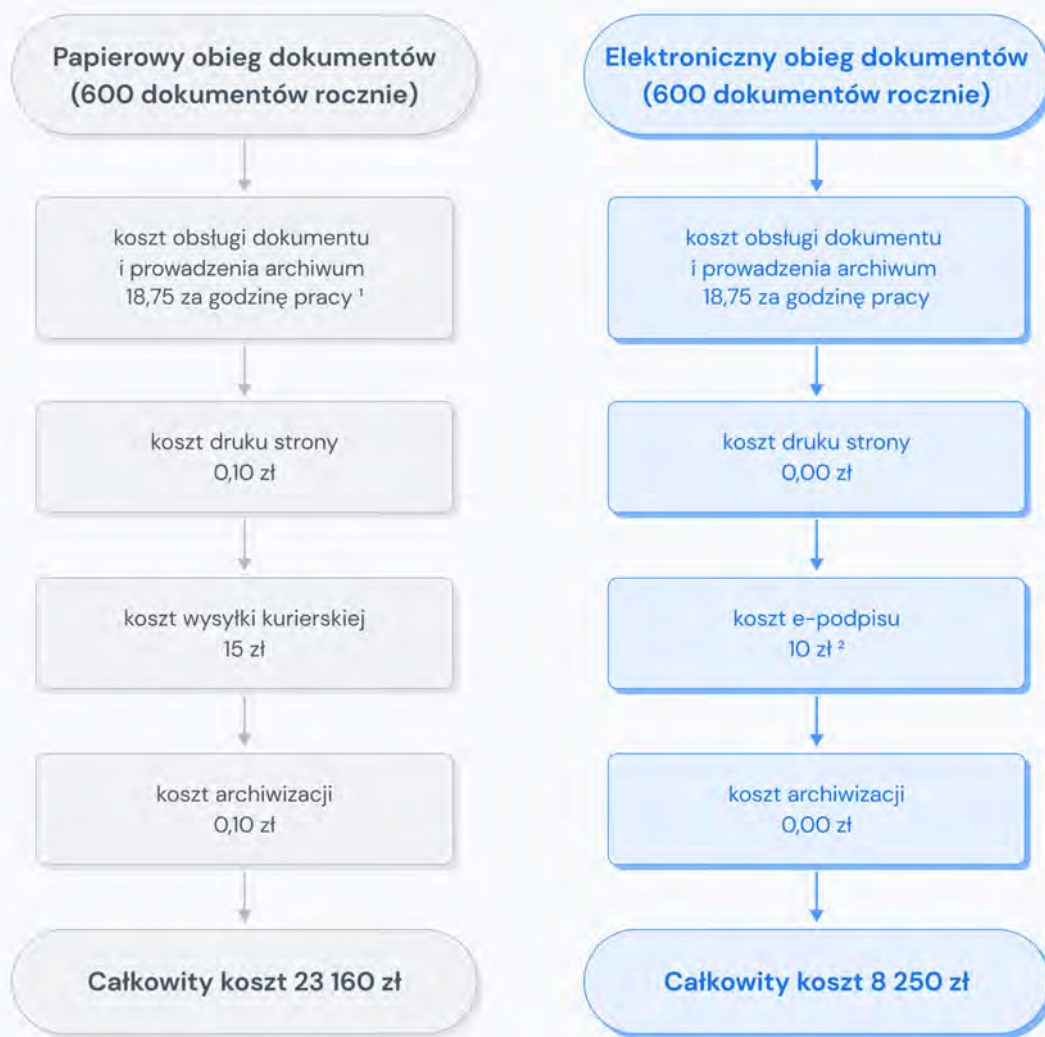 Papierowy obieg dokumentów
(600 dokumentów rocznie)
koszt obsługi dokumentu
i prowadzenia archiwum
18,75 za godzinę pracy ¹
koszt druku strony
0,10 zł
koszt wysyłki kurierskiej
15 zł
koszt archiwizacji
0,10 zł
Całkowity koszt 23 160 zł
Elektroniczny obieg dokumentów
(600 dokumentów rocznie)
koszt obsługi dokumentu
i prowadzenia archiwum
18,75 za godzinę pracy
koszt druku strony
0,00 zł
koszt e-podpisu
10 zł ²
koszt archiwizacji
0,00 zł
Całkowity koszt 8 250 zł